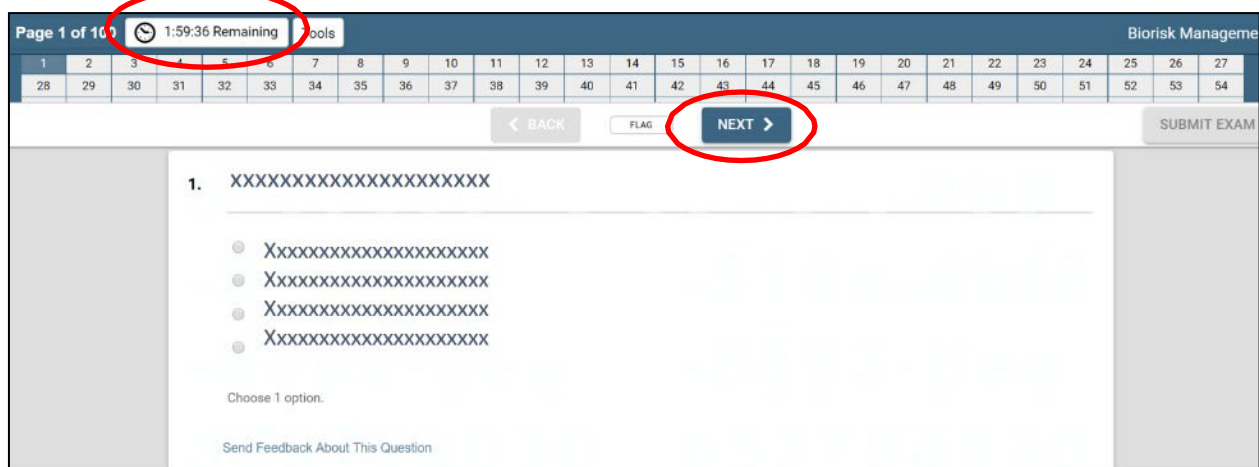 Page 1 of 100 1:59:36 Remaining Tools Biorisk Manageme
1 2 3 4 5 6 7 8 9 10 11 12 13 14 15 16 17 18 19 20 21 22 23 24 25 26 27
28 29 30 31 32 33 34 35 36 37 38 39 40 41 42 43 44 45 46 47 48 49 50 51 52 53 54
BACK FLAG NEXT SUBMIT EXAM
1. XXXXXXXXXXXXXXXXXXXXX
Xxxxxxxxxxxxxxxxxxxxx
Xxxxxxxxxxxxxxxxxxxxx
Xxxxxxxxxxxxxxxxxxxxx
Xxxxxxxxxxxxxxxxxxxxx
Choose 1 option.
Send Feedback About This Question